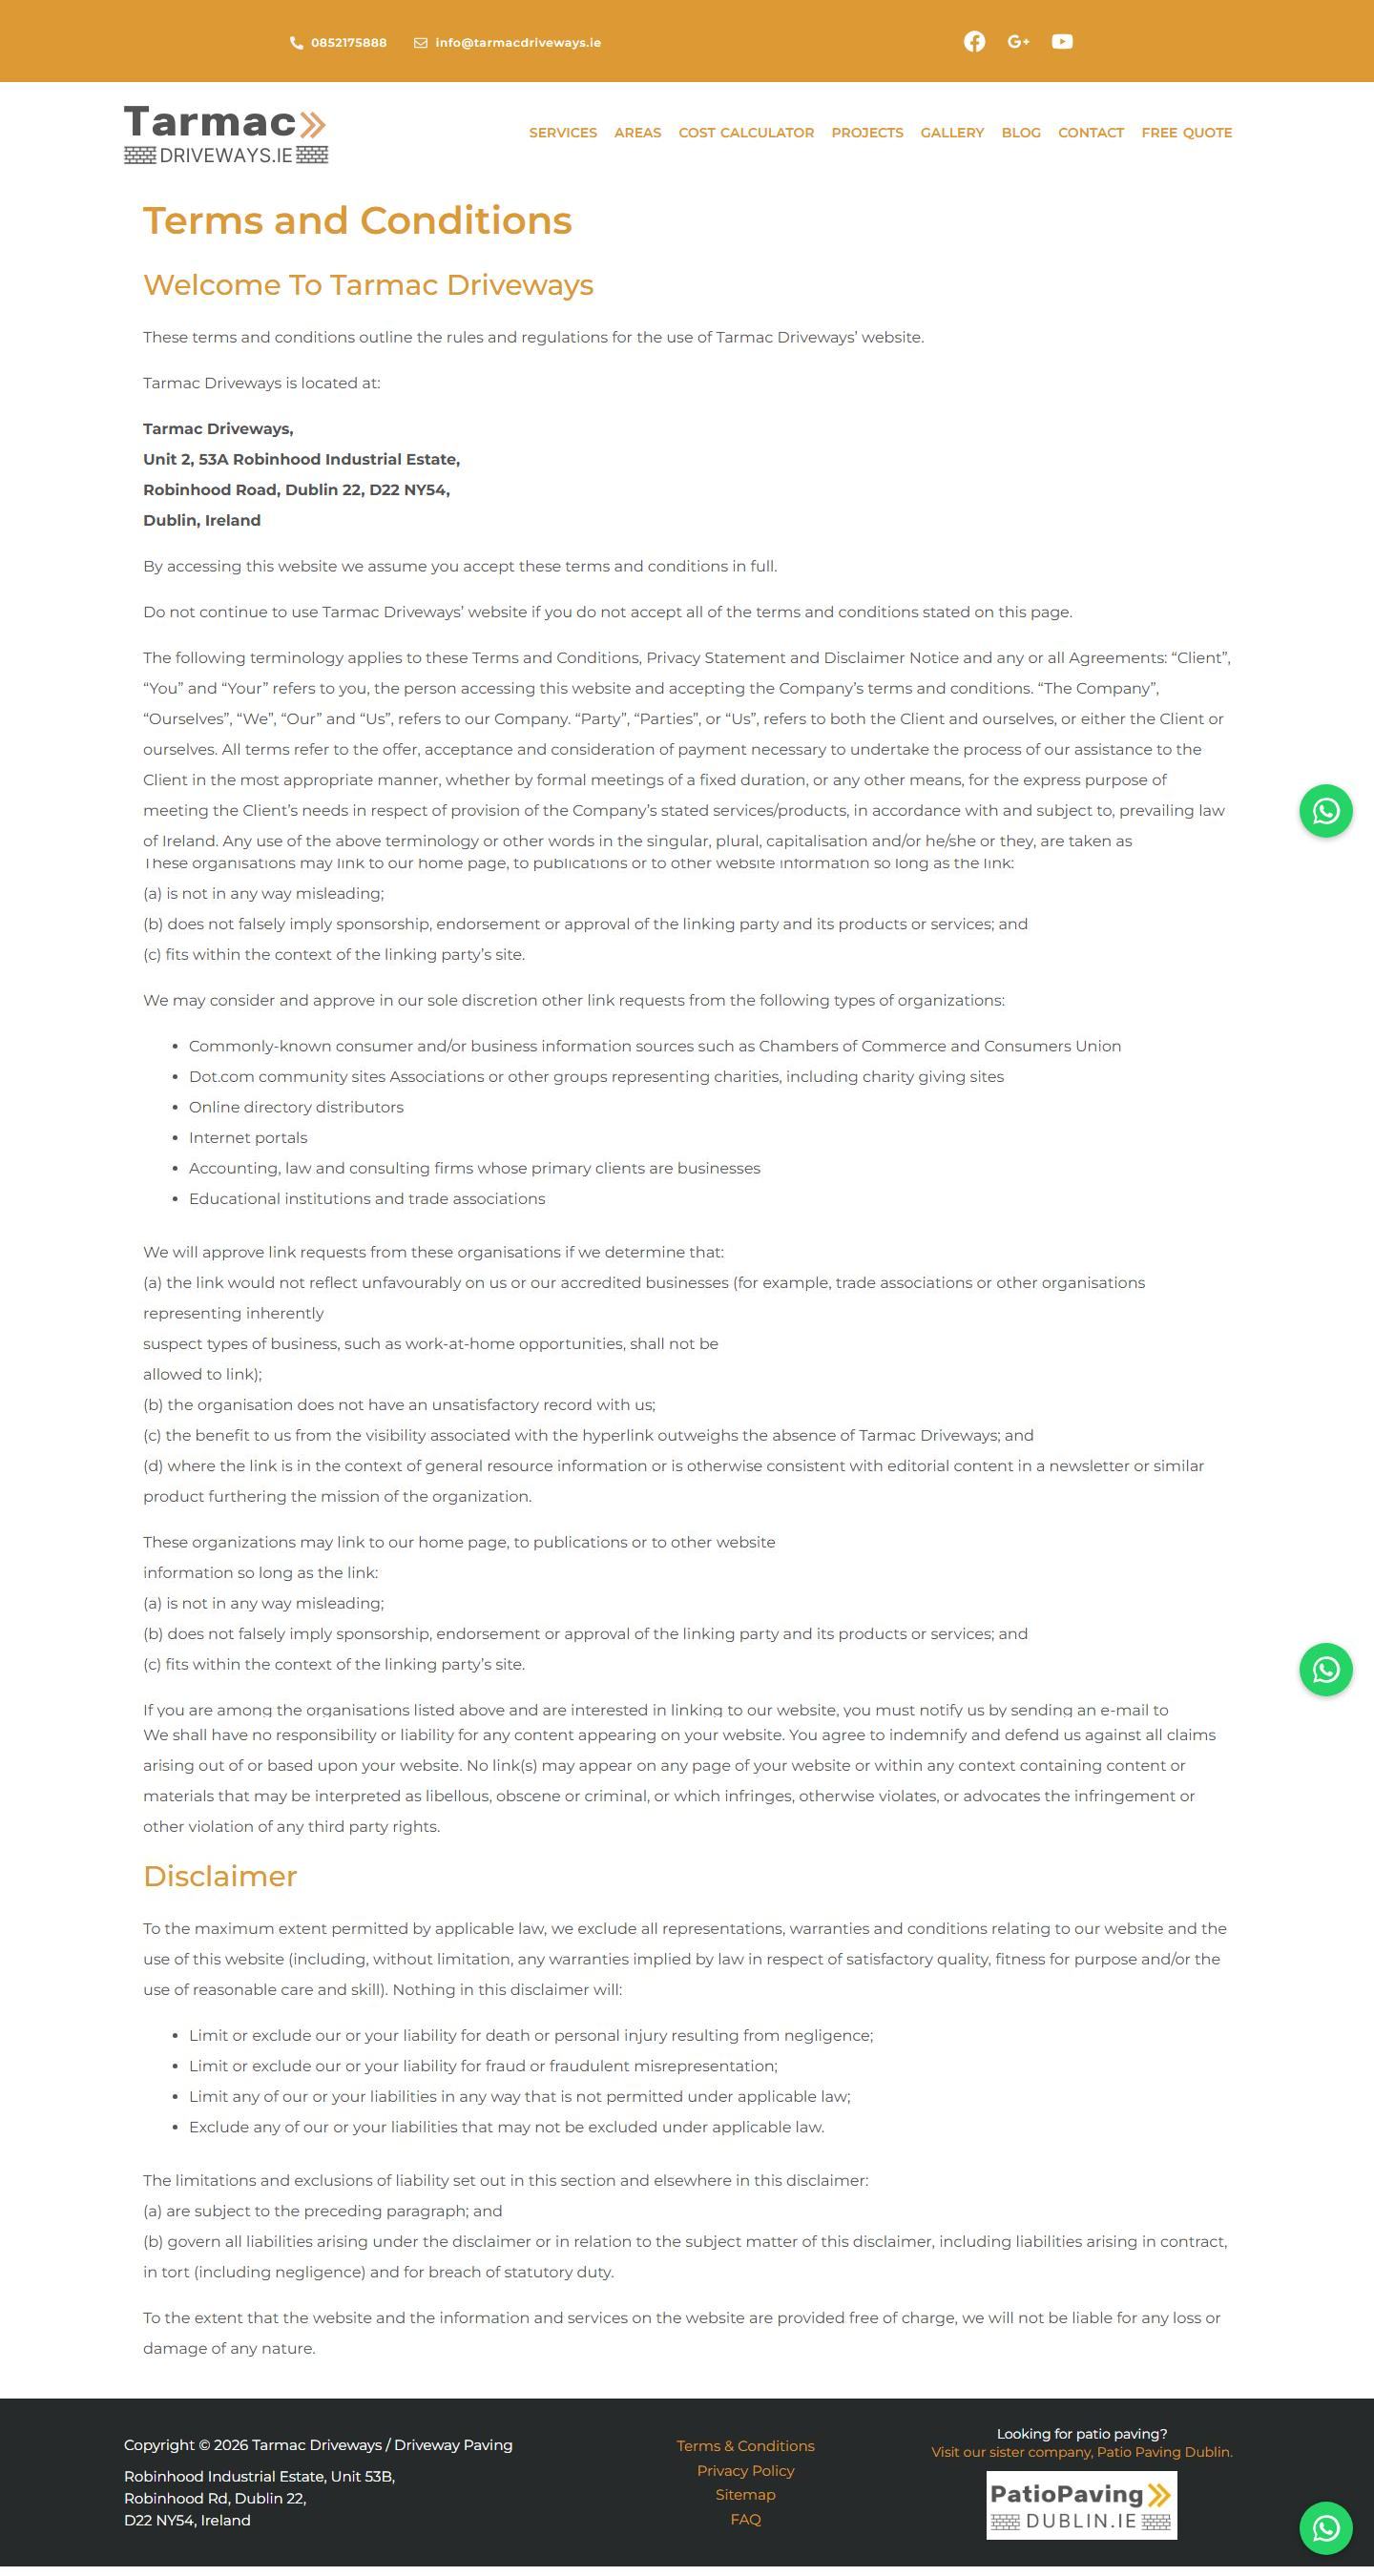 0852175888 info@tarmacdriveways.ie
Tarmac
DRIVEWAYS.IE
SERVICES AREAS COST CALCULATOR PROJECTS GALLERY BLOG CONTACT FREE QUOTE
Terms and Conditions
Welcome To Tarmac Driveways
These terms and conditions outline the rules and regulations for the use of Tarmac Driveways’ website.
Tarmac Driveways is located at:
Tarmac Driveways,
Unit 2, 53A Robinhood Industrial Estate,
Robinhood Road, Dublin 22, D22 NY54,
Dublin, Ireland
By accessing this website we assume you accept these terms and conditions in full.
Do not continue to use Tarmac Driveways’ website if you do not accept all of the terms and conditions stated on this page.
The following terminology applies to these Terms and Conditions, Privacy Statement and Disclaimer Notice and any or all Agreements: “Client”,
“You” and “Your” refers to you, the person accessing this website and accepting the Company’s terms and conditions. “The Company”,
“Ourselves”, “We”, “Our” and “Us”, refers to our Company. “Party”, “Parties”, or “Us”, refers to both the Client and ourselves, or either the Client or
ourselves. All terms refer to the offer, acceptance and consideration of payment necessary to undertake the process of our assistance to the
Client in the most appropriate manner, whether by formal meetings of a fixed duration, or any other means, for the express purpose of
meeting the Client’s needs in respect of provision of the Company’s stated services/products, in accordance with and subject to, prevailing law
of Ireland. Any use of the above terminology or other words in the singular, plural, capitalisation and/or he/she or they, are taken as
These organisations may link to our home page, to publications or to other website information so long as the link:
(a) is not in any way misleading;
(b) does not falsely imply sponsorship, endorsement or approval of the linking party and its products or services; and
(c) fits within the context of the linking party’s site.
We may consider and approve in our sole discretion other link requests from the following types of organizations:
• Commonly-known consumer and/or business information sources such as Chambers of Commerce and Consumers Union
• Dot.com community sites Associations or other groups representing charities, including charity giving sites
• Online directory distributors
• Internet portals
• Accounting, law and consulting firms whose primary clients are businesses
• Educational institutions and trade associations
We will approve link requests from these organisations if we determine that:
(a) the link would not reflect unfavourably on us or our accredited businesses (for example, trade associations or other organisations
representing inherently
suspect types of business, such as work-at-home opportunities, shall not be
allowed to link);
(b) the organisation does not have an unsatisfactory record with us;
(c) the benefit to us from the visibility associated with the hyperlink outweighs the absence of Tarmac Driveways; and
(d) where the link is in the context of general resource information or is otherwise consistent with editorial content in a newsletter or similar
product furthering the mission of the organization.
These organizations may link to our home page, to publications or to other website
information so long as the link:
(a) is not in any way misleading;
(b) does not falsely imply sponsorship, endorsement or approval of the linking party and its products or services; and
(c) fits within the context of the linking party’s site.
If you are among the organisations listed above and are interested in linking to our website, you must notify us by sending an e-mail to
We shall have no responsibility or liability for any content appearing on your website. You agree to indemnify and defend us against all claims
arising out of or based upon your website. No link(s) may appear on any page of your website or within any context containing content or
materials that may be interpreted as libellous, obscene or criminal, or which infringes, otherwise violates, or advocates the infringement or
other violation of any third party rights.
Disclaimer
To the maximum extent permitted by applicable law, we exclude all representations, warranties and conditions relating to our website and the
use of this website (including, without limitation, any warranties implied by law in respect of satisfactory quality, fitness for purpose and/or the
use of reasonable care and skill). Nothing in this disclaimer will:
• Limit or exclude our or your liability for death or personal injury resulting from negligence;
• Limit or exclude our or your liability for fraud or fraudulent misrepresentation;
• Limit any of our or your liabilities in any way that is not permitted under applicable law;
• Exclude any of our or your liabilities that may not be excluded under applicable law.
The limitations and exclusions of liability set out in this section and elsewhere in this disclaimer:
(a) are subject to the preceding paragraph; and
(b) govern all liabilities arising under the disclaimer or in relation to the subject matter of this disclaimer, including liabilities arising in contract,
in tort (including negligence) and for breach of statutory duty.
To the extent that the website and the information and services on the website are provided free of charge, we will not be liable for any loss or
damage of any nature.
Copyright © 2026 Tarmac Driveways / Driveway Paving
Robinhood Industrial Estate, Unit 53B,
Robinhood Rd, Dublin 22,
D22 NY54, Ireland
Terms & Conditions
Privacy Policy
Sitemap
FAQ
Looking for patio paving?
Visit our sister company, Patio Paving Dublin.
PatioPaving
DUBLIN.IE